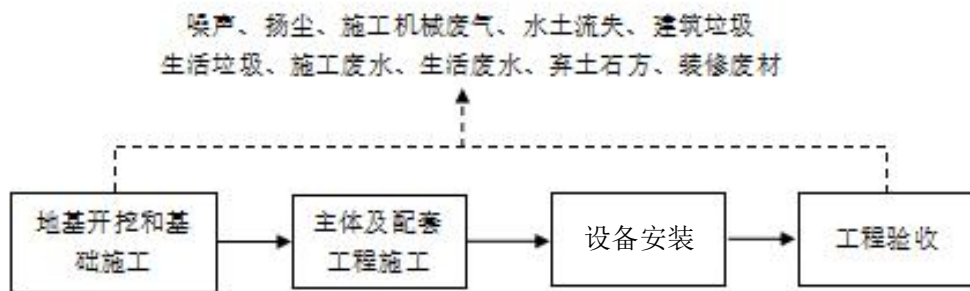 噪声、扬尘、施工机械废气、水土流失、建筑垃圾
生活垃圾、施工废水、生活废水、弃土石方、装修废材
地基开挖和基
础施工
主体及配套
工程施工
设备安装
工程验收